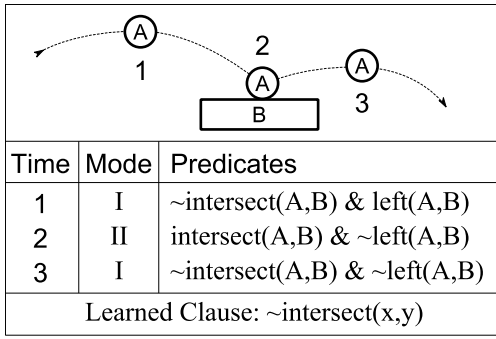 A
1
2
A
A
3
B
Time Mode Predicates
1 I ~intersect(A,B) & left(A,B)
2 II intersect(A,B) & ~left(A,B)
3 I ~intersect(A,B) & ~left(A,B)
Learned Clause: ~intersect(x,y)